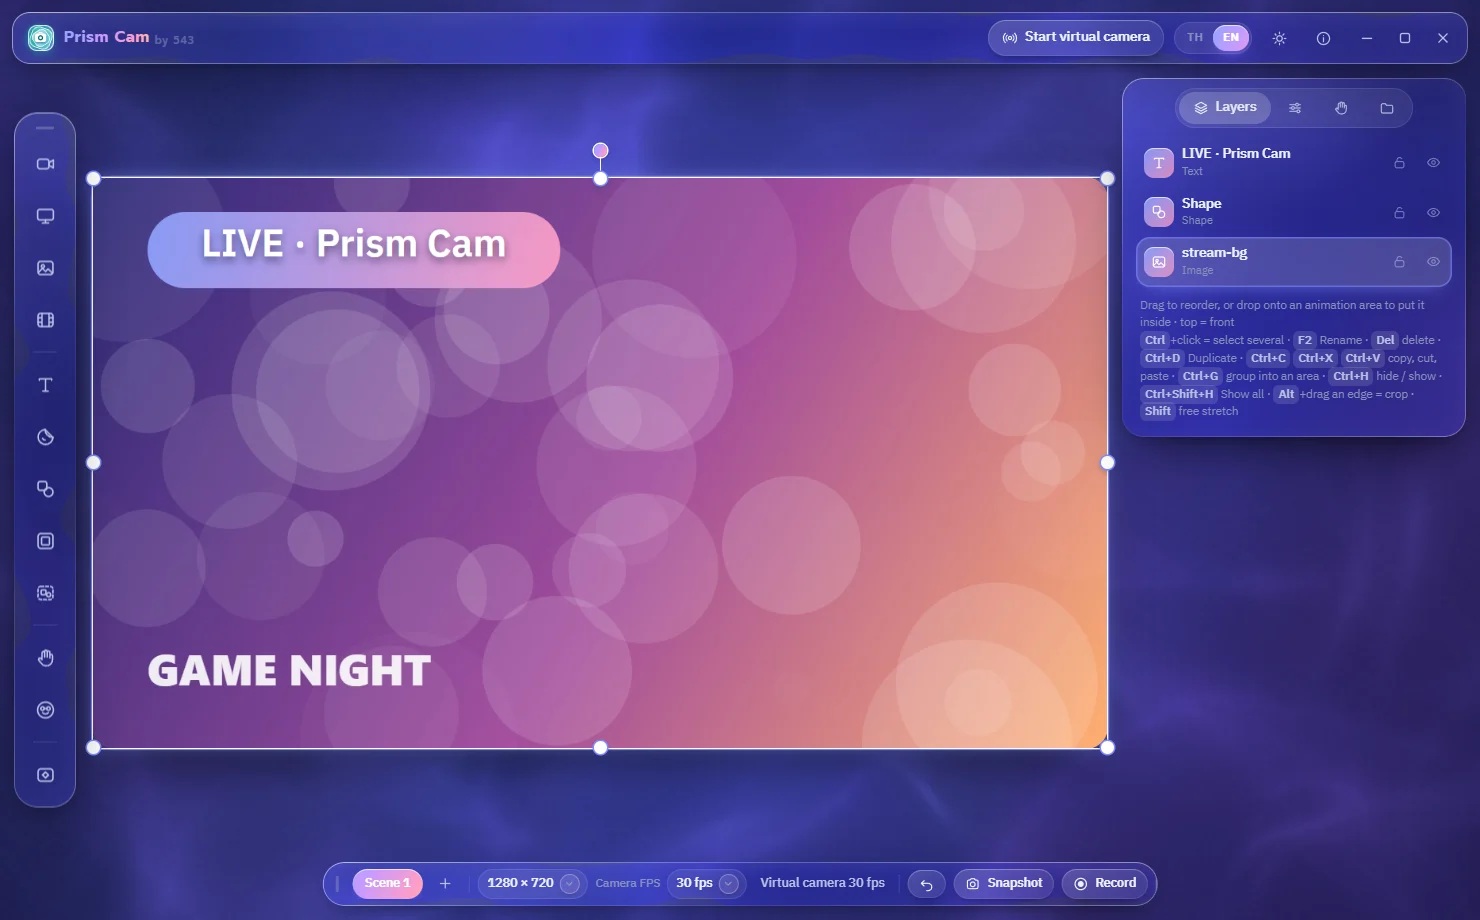 Prism Cam by 543
Start virtual camera
TH EN
Layers
LIVE · Prism Cam
Text
Shape
Shape
stream-bg
Image
Drag to reorder, or drop onto an animation area to put it
inside · top = front
Ctrl +click = select several · F2 Rename · Del delete ·
Ctrl+D Duplicate · Ctrl+C Ctrl+X Ctrl+V copy, cut,
paste · Ctrl+G group into an area · Ctrl+H hide / show ·
Ctrl+Shift+H Show all · Alt +drag an edge = crop ·
Shift free stretch
LIVE · Prism Cam
GAME NIGHT
Scene 1 + 1280 × 720 Camera FPS 30 fps Virtual camera 30 fps Snapshot Record